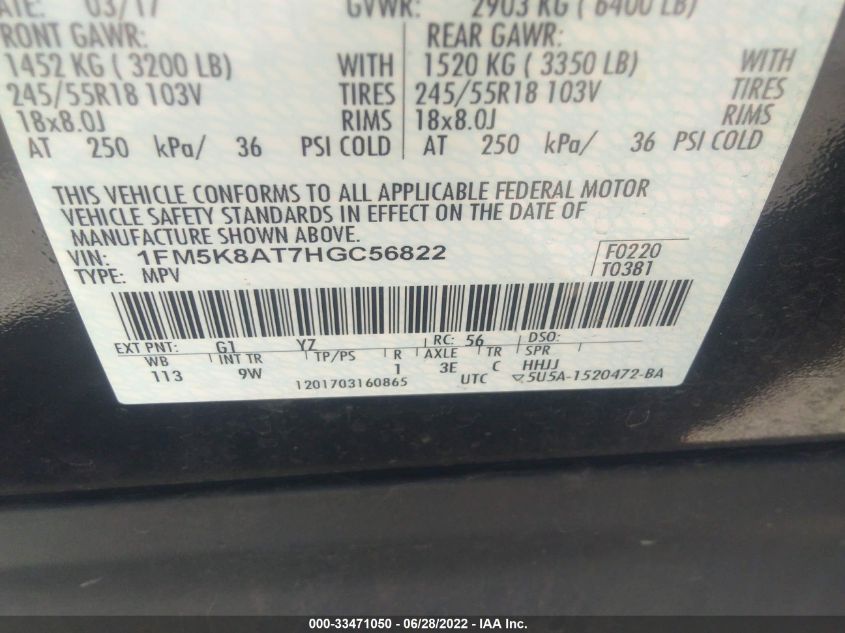 DATE: 03/17 GVWR: 2903 KG ( 6400 LB)
FRONT GAWR: REAR GAWR:
1452 KG ( 3200 LB) WITH 1520 KG ( 3350 LB) WITH
245/55R18 103V TIRES 245/55R18 103V TIRES
18x8.0J RIMS 18x8.0J RIMS
AT 250 kPa/ 36 PSI COLD AT 250 kPa/ 36 PSI COLD
THIS VEHICLE CONFORMS TO ALL APPLICABLE FEDERAL MOTOR
VEHICLE SAFETY STANDARDS IN EFFECT ON THE DATE OF
MANUFACTURE SHOWN ABOVE.
VIN: 1FM5K8AT7HGC56822 F0220
TYPE: MPV T0381
EXT PNT: G1 YZ RC: 56 DSO:
WB INT TR TP/PS R AXLE TR SPR
113 9W 1 3E C HHJJ
1201703160865 UTC 5U5A-1520472-BA
000-33471050 - 06/28/2022 - IAA Inc.